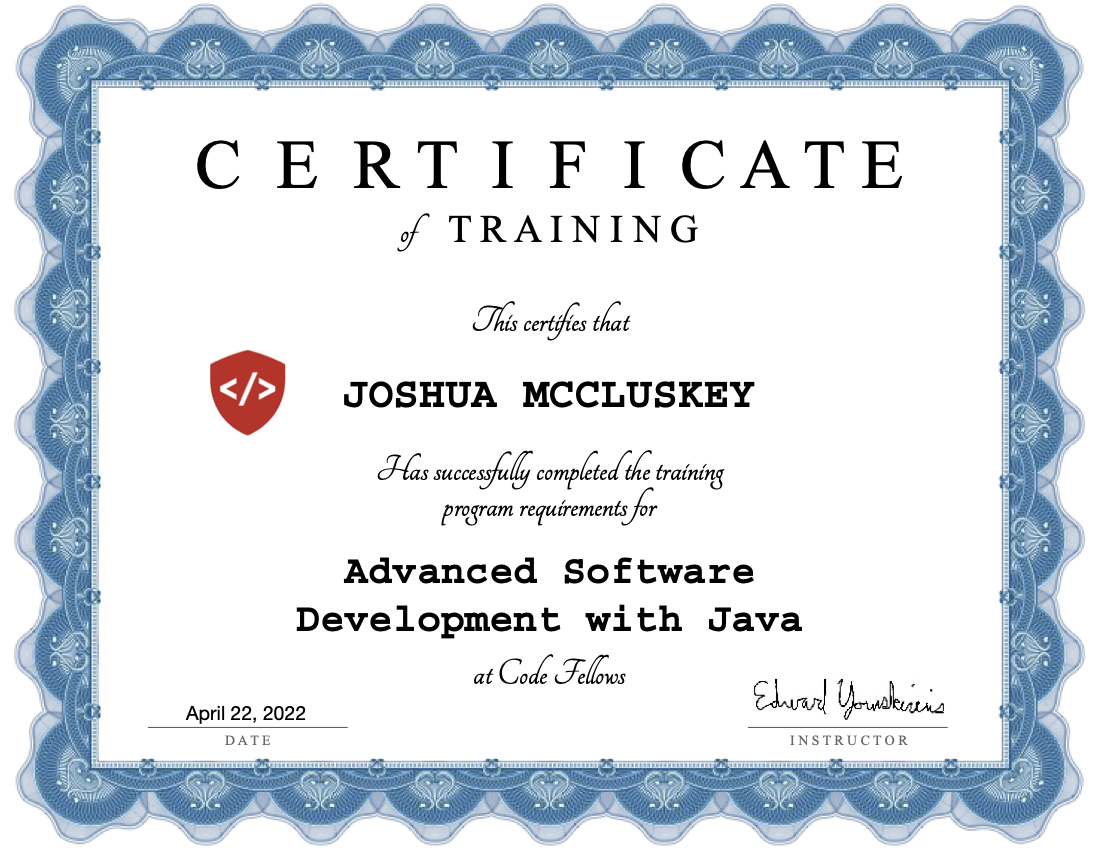 CERTIFICATE
of TRAINING
This certifies that
</>
JOSHUA MCCLUSKEY
Has successfully completed the training
program requirements for
Advanced Software
Development with Java
at Code Fellows
April 22, 2022
DATE
Edward
INSTRUCTOR